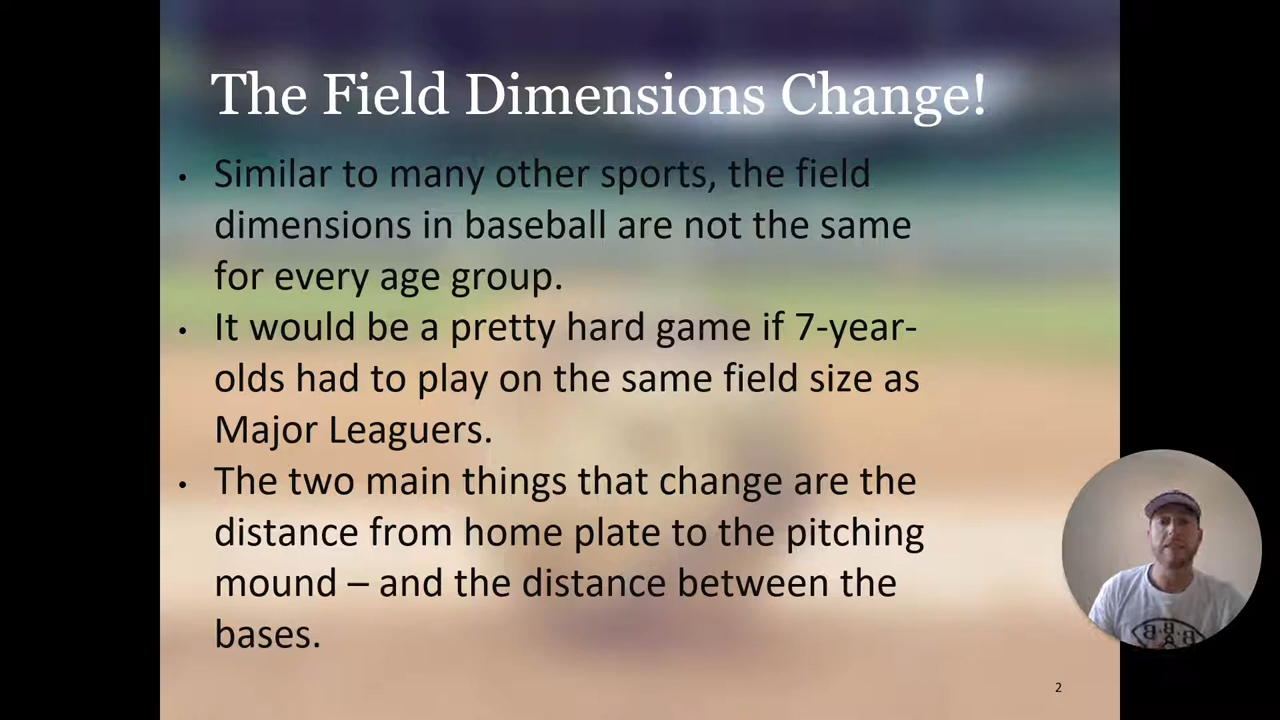 The Field Dimensions Change!
• Similar to many other sports, the field
dimensions in baseball are not the same
for every age group.
• It would be a pretty hard game if 7-year-
olds had to play on the same field size as
Major Leaguers.
• The two main things that change are the
distance from home plate to the pitching
mound – and the distance between the
bases.
2